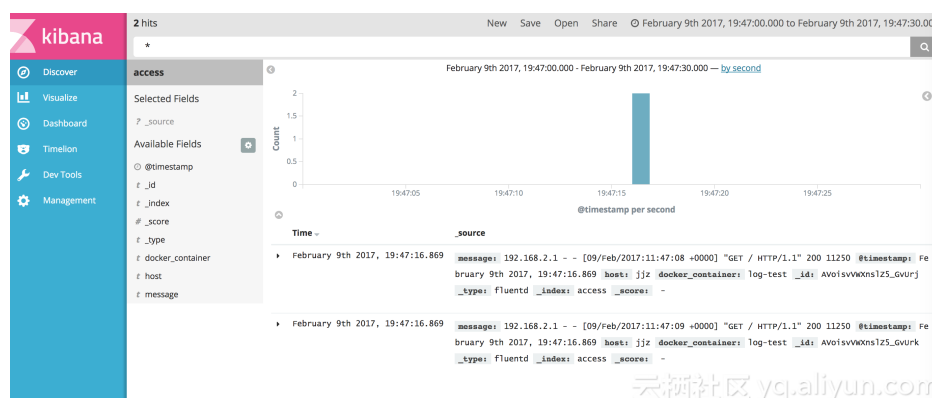 kibana
Discover
Visualize
Dashboard
Timelion
Dev Tools
Management
2 hits
New Save Open Share February 9th 2017, 19:47:00.000 to February 9th 2017, 19:47:30.00
*
access
Selected Fields
? _source
Available Fields
@timestamp
t _id
t _index
# _score
t _type
t docker_container
t host
t message
February 9th 2017, 19:47:00.000 - February 9th 2017, 19:47:30.000 — by second
Count
2
1.5
1
0.5
0
19:47:05 19:47:10 19:47:15 19:47:20 19:47:25
@timestamp per second
Time _source
February 9th 2017, 19:47:16.869 message: 192.168.2.1 - - [09/Feb/2017:11:47:08 +0000] "GET / HTTP/1.1" 200 11250 @timestamp: Fe
bruary 9th 2017, 19:47:16.869 host: jjz docker_container: log-test _id: AVoisvVWXnslZ5_GvUrj
_type: fluentd _index: access _score: -
February 9th 2017, 19:47:16.869 message: 192.168.2.1 - - [09/Feb/2017:11:47:09 +0000] "GET / HTTP/1.1" 200 11250 @timestamp: Fe
bruary 9th 2017, 19:47:16.869 host: jjz docker_container: log-test _id: AVoisvVWXnslZ5_GvUrk
_type: fluentd _index: access _score: -
云栖社区 yq.aliyun.com